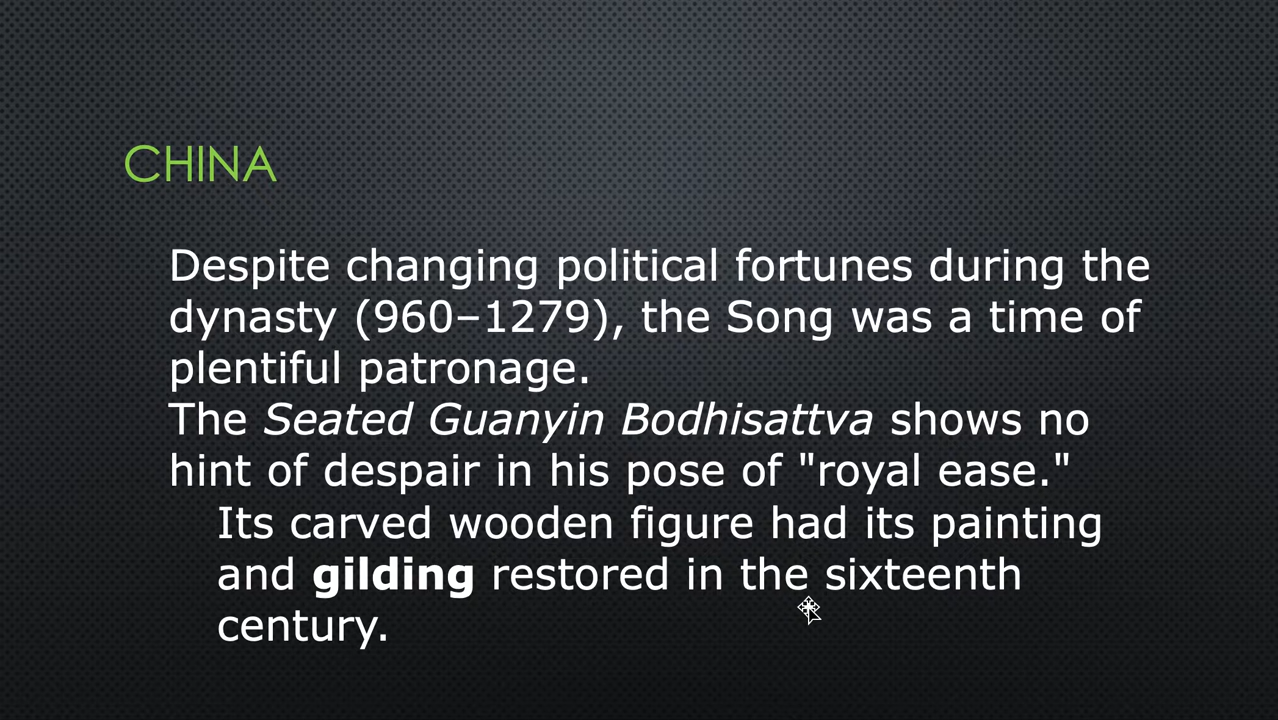 CHINA
Despite changing political fortunes during the
dynasty (960–1279), the Song was a time of
plentiful patronage.
The Seated Guanyin Bodhisattva shows no
hint of despair in his pose of "royal ease."
Its carved wooden figure had its painting
and gilding restored in the sixteenth
century.